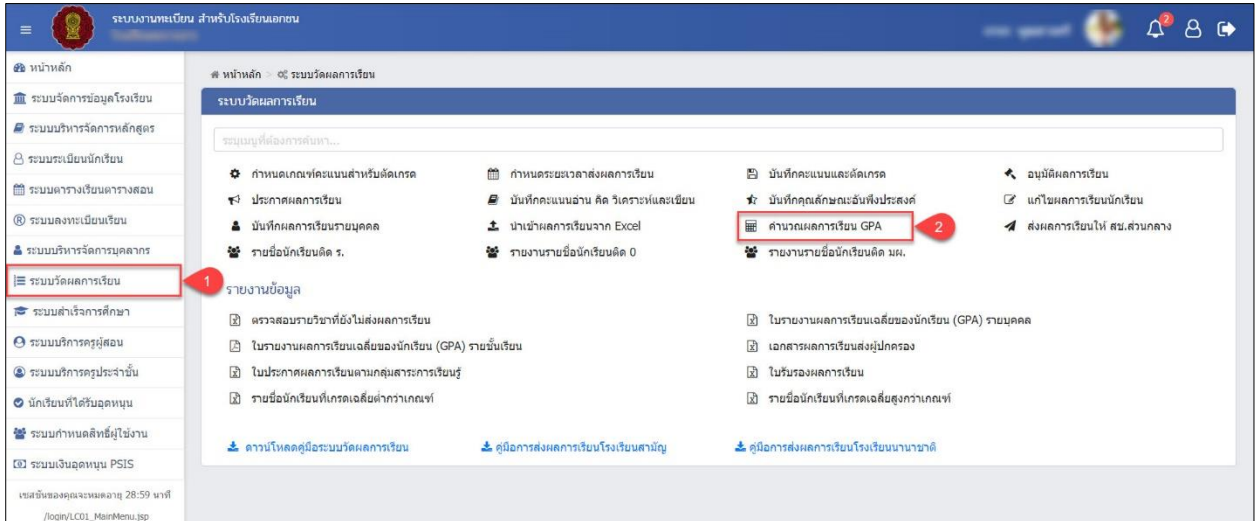 ระบบงานทะเบียน สำหรับโรงเรียนเอกชน
2
หน้าหลัก
ระบบจัดการข้อมูลโรงเรียน
ระบบบริหารจัดการหลักสูตร
ระบบระเบียนนักเรียน
ระบบตารางเรียนตารางสอน
ระบบลงทะเบียนเรียน
ระบบบริหารจัดการบุคลากร
ระบบวัดผลการเรียน
1
ระบบสำเร็จการศึกษา
ระบบบริการครูผู้สอน
ระบบบริการครูประจำชั้น
นักเรียนที่ได้รับอุดหนุน
ระบบกำหนดสิทธิ์ผู้ใช้งาน
ระบบเงินอุดหนุน PSIS
เซสชันของคุณจะหมดอายุ 28:59 นาที
/login/LC01_MainMenu.jsp
หน้าหลัก > ระบบวัดผลการเรียน
ระบบวัดผลการเรียน
ระบุเมนูที่ต้องการค้นหา...
กำหนดเกณฑ์คะแนนสำหรับตัดเกรด กำหนดระยะเวลาส่งผลการเรียน บันทึกคะแนนและตัดเกรด อนุมัติผลการเรียน
ประกาศผลการเรียน บันทึกคะแนนอ่าน คิด วิเคราะห์และเขียน บันทึกคุณลักษณะอันพึงประสงค์ แก้ไขผลการเรียนนักเรียน
บันทึกผลการเรียนรายบุคคล นำเข้าผลการเรียนจาก Excel คำนวณผลการเรียน GPA 2 ส่งผลการเรียนให้ สช.ส่วนกลาง
รายชื่อนักเรียนติด ร. รายงานรายชื่อนักเรียนติด 0 รายงานรายชื่อนักเรียนติด มผ.
รายงานข้อมูล
ตรวจสอบรายวิชาที่ยังไม่ส่งผลการเรียน ใบรายงานผลการเรียนเฉลี่ยของนักเรียน (GPA) รายบุคคล
ใบรายงานผลการเรียนเฉลี่ยของนักเรียน (GPA) รายชั้นเรียน เอกสารผลการเรียนส่งผู้ปกครอง
ใบประกาศผลการเรียนตามกลุ่มสาระการเรียนรู้ ใบรับรองผลการเรียน
รายชื่อนักเรียนที่เกรดเฉลี่ยต่ำกว่าเกณฑ์ รายชื่อนักเรียนที่เกรดเฉลี่ยสูงกว่าเกณฑ์
ดาวน์โหลดคู่มือระบบวัดผลการเรียน คู่มือการส่งผลการเรียนโรงเรียนสามัญ คู่มือการส่งผลการเรียนโรงเรียนนานาชาติ